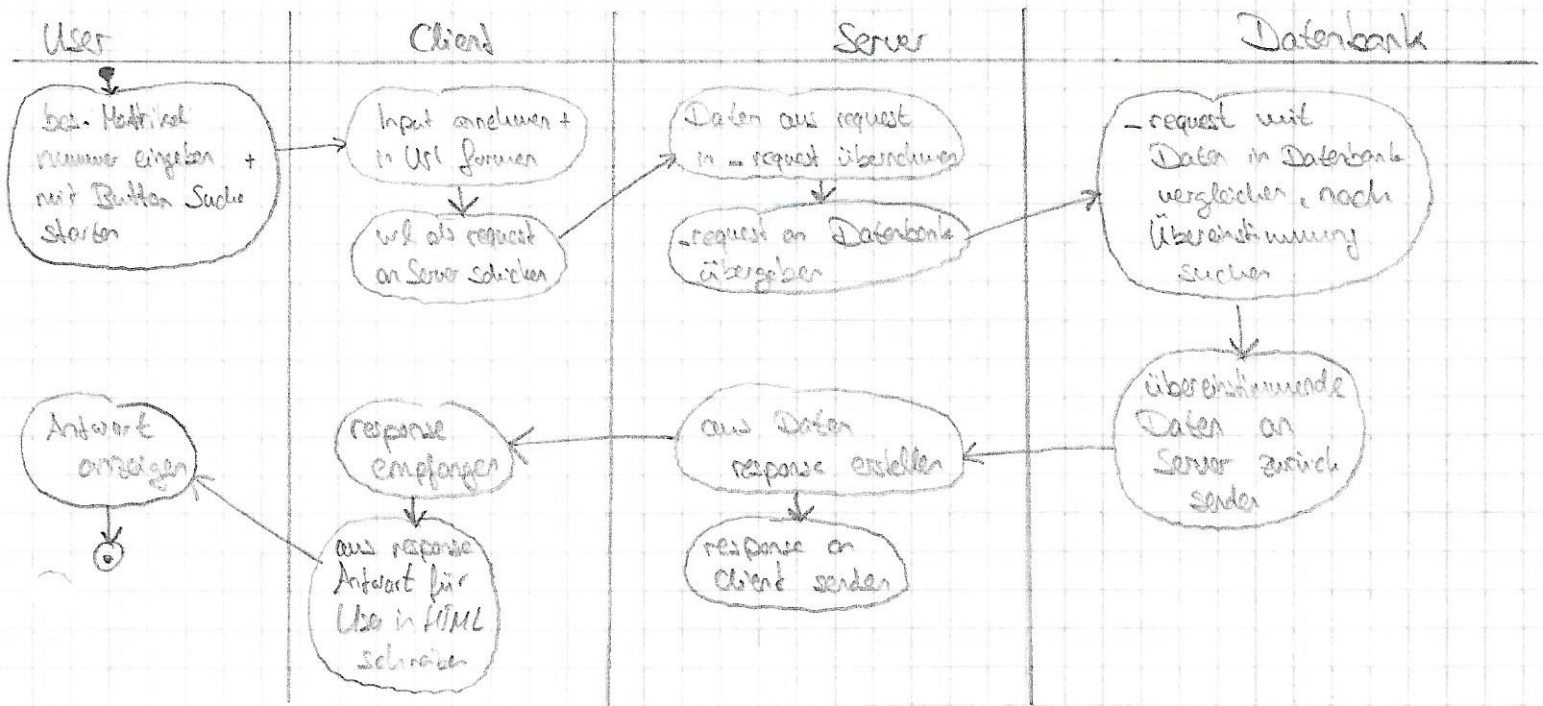 User
Client
Server
Datenbank
bes. Matrikel
nummer eingeben +
mit Button Suche
starten
Input annehmen +
in Url formen
url als request
an Server schicken
Daten aus request
in _request übernehmen
_request an Datenbank
übergeben
_request mit
Daten in Datenbank
vergleichen, nach
Übereinstimmung
suchen
übereinstimmende
Daten an
Server zurück
senden
aus Daten
response erstellen
response an
Client senden
response
empfangen
aus response
Antwort für
User in HTML
schreiben
Antwort
anzeigen